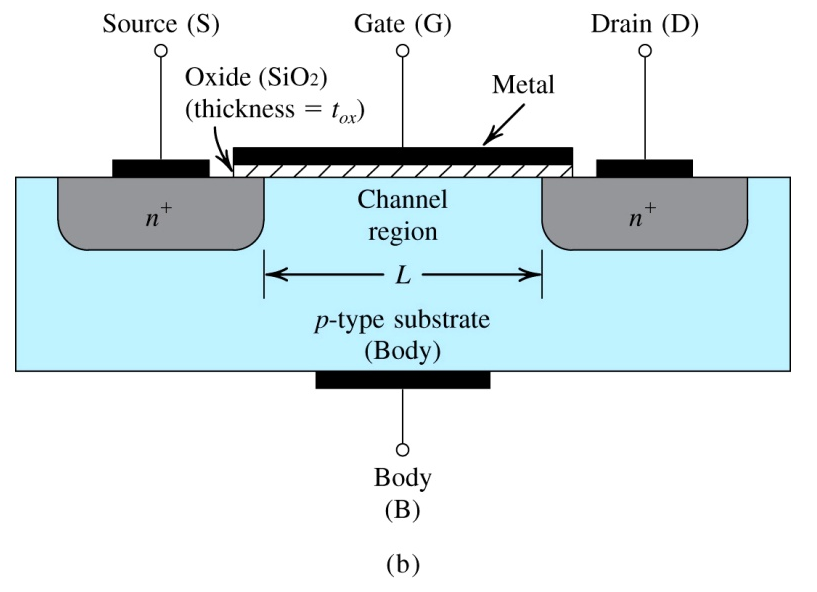 Source (S)
Gate (G)
Drain (D)
Oxide (SiO₂)
(thickness = tₒₓ)
Metal
n⁺
Channel
region
n⁺
L
p-type substrate
(Body)
Body
(B)
(b)